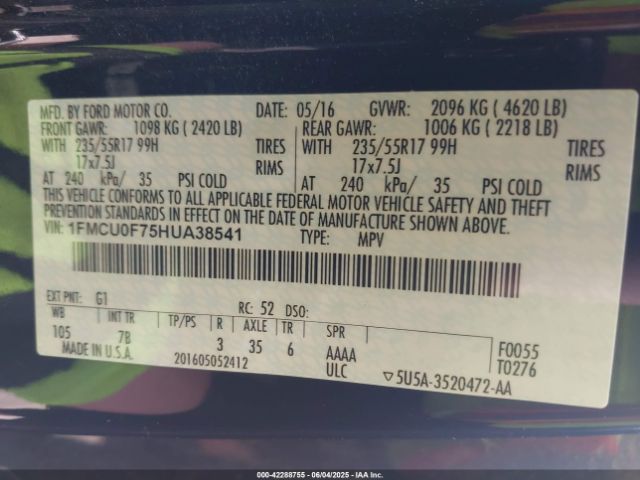 MFD. BY FORD MOTOR CO. DATE: 05/16 GVWR: 2096 KG ( 4620 LB)
FRONT GAWR: 1098 KG ( 2420 LB) REAR GAWR: 1006 KG ( 2218 LB)
WITH 235/55R17 99H TIRES WITH 235/55R17 99H TIRES
17x7.5J RIMS 17x7.5J RIMS
AT 240 kPa/ 35 PSI COLD AT 240 kPa/ 35 PSI COLD
THIS VEHICLE CONFORMS TO ALL APPLICABLE FEDERAL MOTOR VEHICLE SAFETY AND THEFT
PREVENTION STANDARDS IN EFFECT ON THE DATE OF MANUFACTURE SHOWN ABOVE.
VIN: 1FMCU0F75HUA38541 TYPE: MPV
EXT PNT: G1 RC: 52 DSO:
WB INT TR TP/PS R AXLE TR SPR
105 7B 3 35 6 AAAA F0055
MADE IN U.S.A. 201605052412 ULC T0276
▽5U5A-3520472-AA
000-42288755 - 06/04/2025 - IAA Inc.